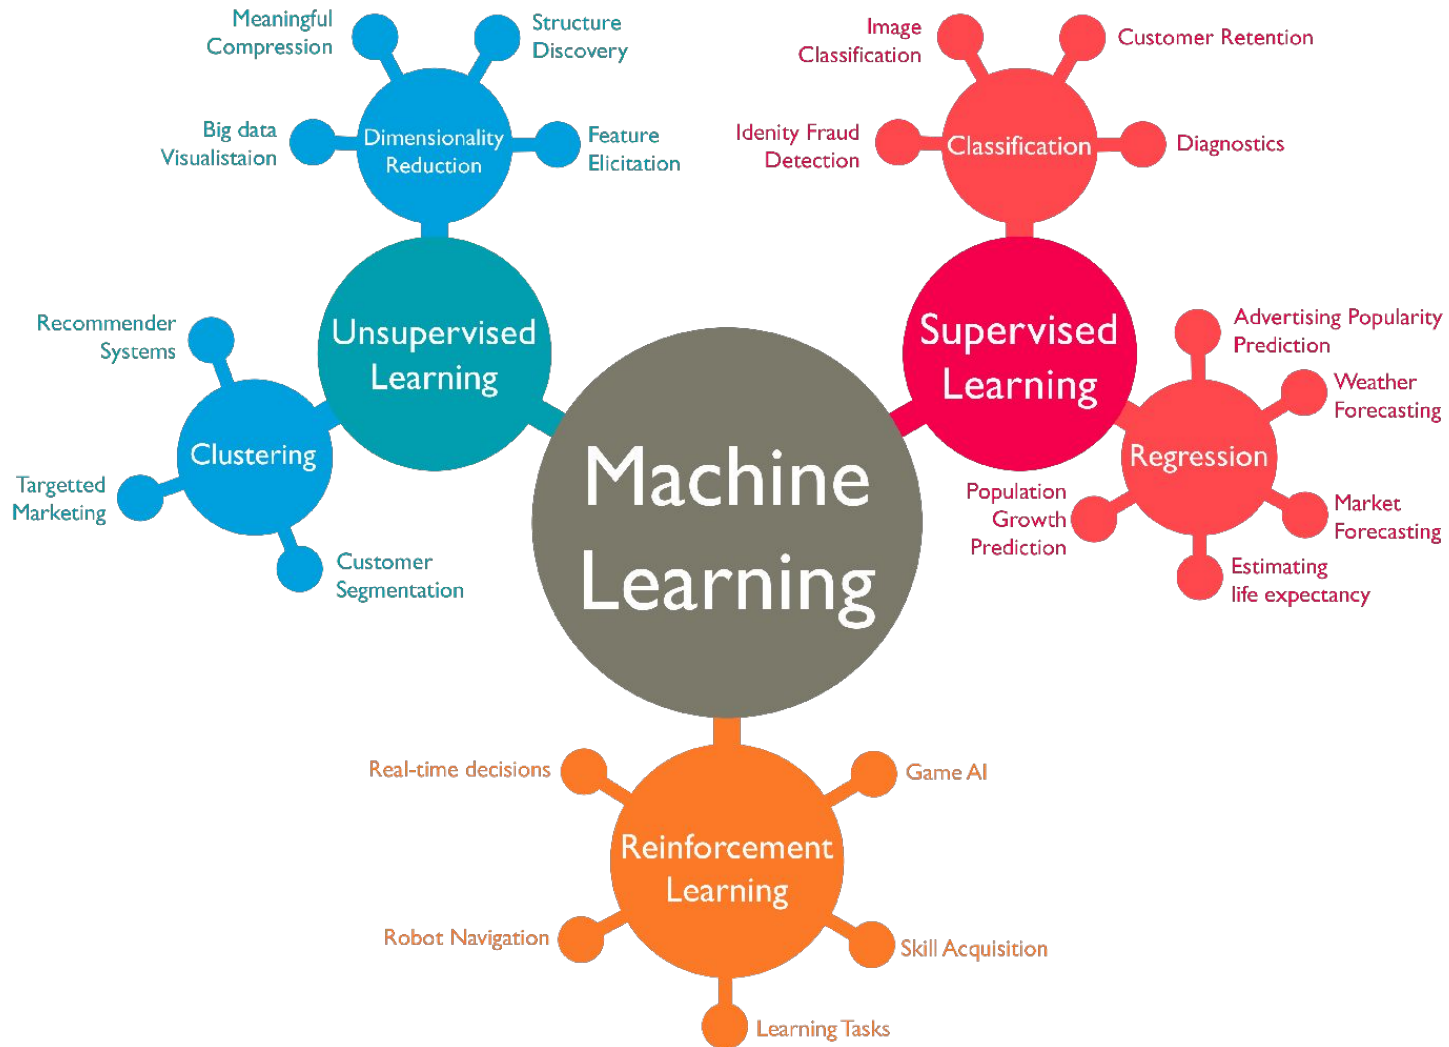 Meaningful
Compression
Structure
Discovery
Big data
Visualistaion
Dimensionality
Reduction
Feature
Elicitation
Image
Classification
Customer Retention
Idenity Fraud
Detection
Classification
Diagnostics
Unsupervised
Learning
Supervised
Learning
Recommender
Systems
Clustering
Targetted
Marketing
Customer
Segmentation
Machine
Learning
Advertising Popularity
Prediction
Weather
Forecasting
Regression
Population
Growth
Prediction
Market
Forecasting
Estimating
life expectancy
Real-time decisions
Game AI
Reinforcement
Learning
Robot Navigation
Skill Acquisition
Learning Tasks